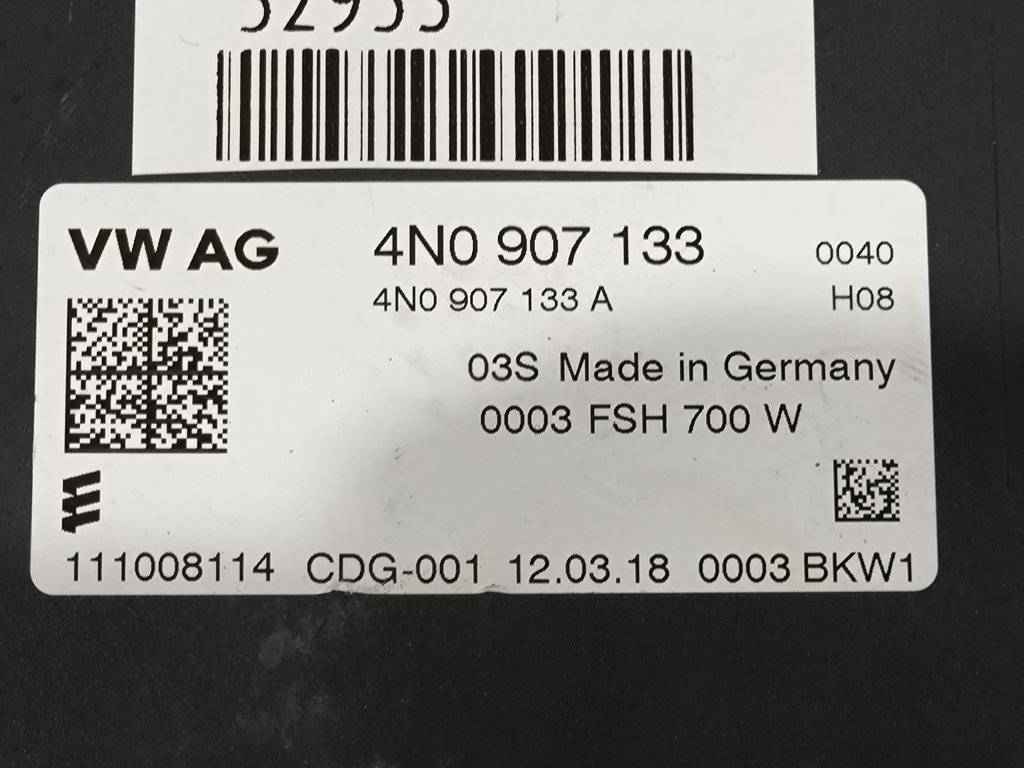 VW AG 4N0 907 133 0040
4N0 907 133 A H08
03S Made in Germany
0003 FSH 700 W
111008114 CDG-001 12.03.18 0003 BKW1